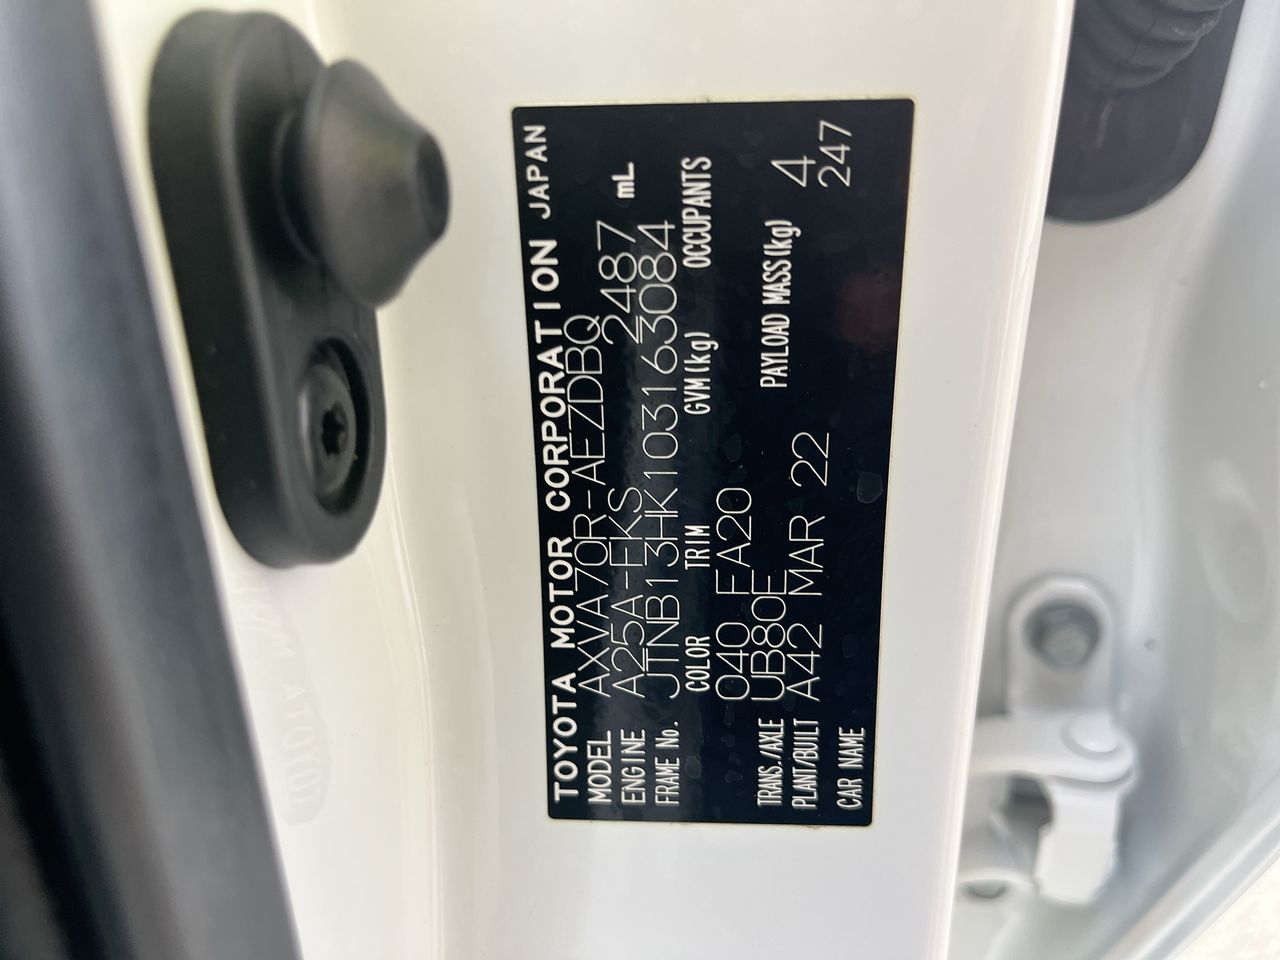 TOYOTA MOTOR CORPORATION JAPAN
MODEL AXVA70R-AEZDBQ
ENGINE A25A-FKS 2487 mL
FRAME No. JTNB13HK103163084
COLOR TRIM GVM(kg) OCCUPANTS
040 FA20
TRANS./AXLE UB80E PAYLOAD MASS(kg) 4
PLANT/BUILT A42 MAR 22 247
CAR NAME